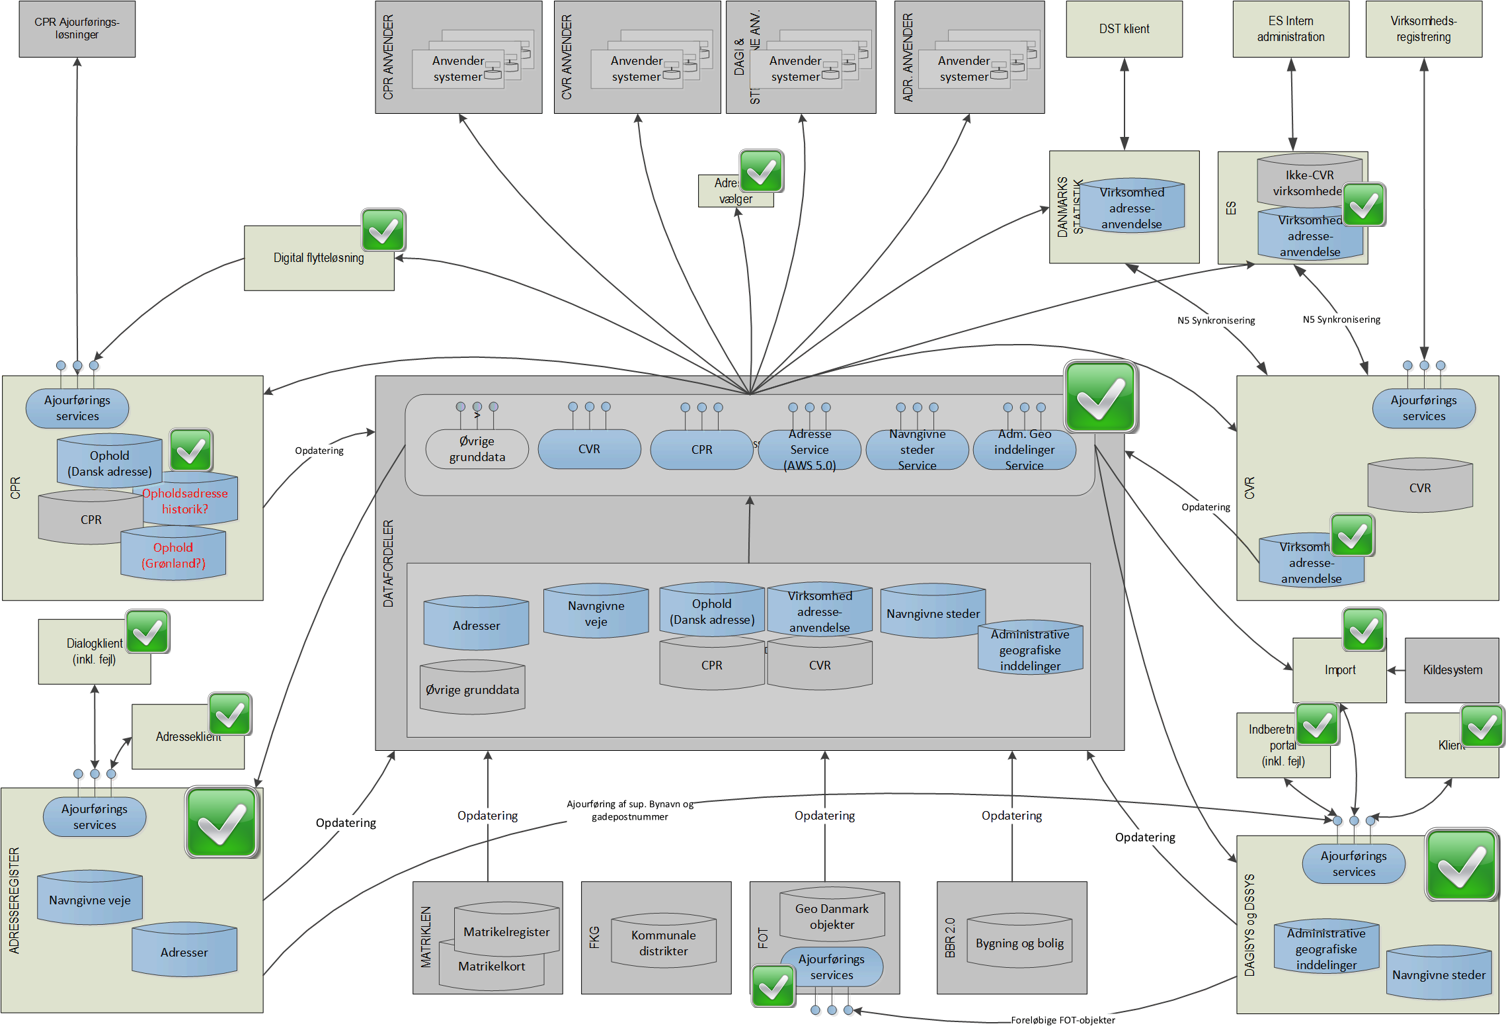 CPR Ajourførings-
løsninger
CPR ANVENDER
Anvender
systemer
CVR ANVENDER
Anvender
systemer
DAGI &
NE ANV.
Anvender
systemer
ADR. ANVENDER
Anvender
systemer
DST klient
ES Intern
administration
Virksomheds-
registrering
vælger
DANMARKS
STATISTIK
Virksomhed
adresse-
anvendelse
ES
Ikke-CVR
Virksomhed
adresse-
anvendelse
Digital flytteløsning
N5 Synkronisering
N5 Synkronisering
CPR
Ajourførings
services
Ophold
(Dansk adresse)
Opholdsadresse
historik?
CPR
Ophold
(Grønland?)
Opdatering
DATAFORDELER
Øvrige
grunddata
CVR
CPR
Adresse
Service
(AWS 5.0)
Navngivne
steder
Service
Adm. Geo
inddelinger
Service
Adresser
Navngivne
veje
Ophold
(Dansk adresse)
Virksomhed
adresse-
anvendelse
Navngivne steder
Administrative
geografiske
inddelinger
Øvrige grunddata
CPR
CVR
Opdatering
CVR
Ajourførings
services
CVR
adresse-
anvendelse
Dialogklient
(inkl. fejl)
Adresseklient
Import
Kildesystem
portal
(inkl. fejl)
Klient
ADRESSEREGISTER
Ajourførings
services
Navngivne veje
Adresser
Opdatering
Opdatering
Ajourføring af sup. Bynavn og
gadepostnummer
Opdatering
Opdatering
Opdatering
MATRIKLEN
Matrikelregister
Matrikelkort
FKG
Kommunale
distrikter
FOT
Geo Danmark
objekter
Ajourførings
services
BBR 2.0
Bygning og bolig
DAGISYS og DSSYS
Ajourførings
services
Administrative
geografiske
inddelinger
Navngivne steder
Foreløbige FOT-objekter